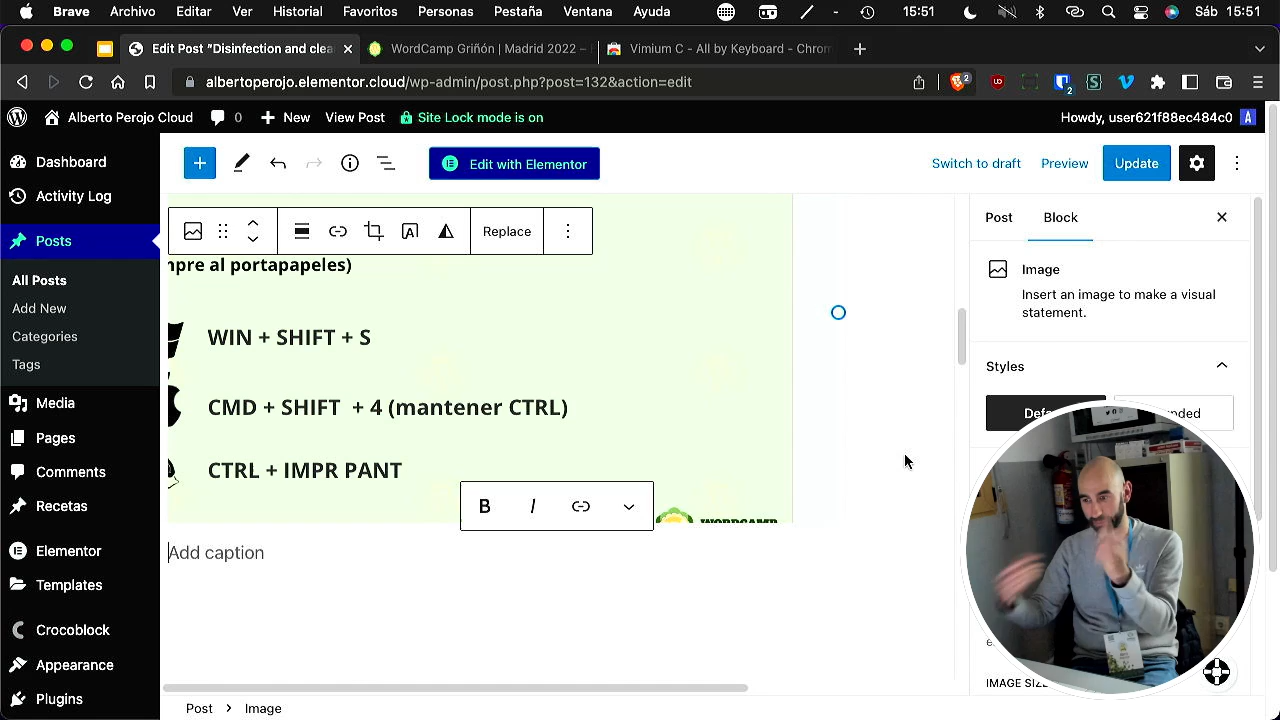 Brave Archivo Editar Ver Historial Favoritos Personas Pestaña Ventana Ayuda 15:51 Sáb 15:51
Edit Post "Disinfection and clea
WordCamp Griñón | Madrid 2022 –
Vimium C - All by Keyboard - Chrom
albertoperojo.elementor.cloud/wp-admin/post.php?post=132&action=edit
2
2
Alberto Perojo Cloud 0 New View Post Site Lock mode is on Howdy, user621f88ec484c0 A
Dashboard
Activity Log
Posts
All Posts
Add New
Categories
Tags
Media
Pages
Comments
Recetas
Elementor
Templates
Crocoblock
Appearance
Plugins
Edit with Elementor
Switch to draft Preview Update
Replace
mpre al portapapeles)
WIN + SHIFT + S
CMD + SHIFT + 4 (mantener CTRL)
CTRL + IMPR PANT
B I
WORDCAMP
Add caption
Post Block
Image
Insert an image to make a visual
statement.
Styles
Defa
nded
IMAGE SIZE
Post > Image